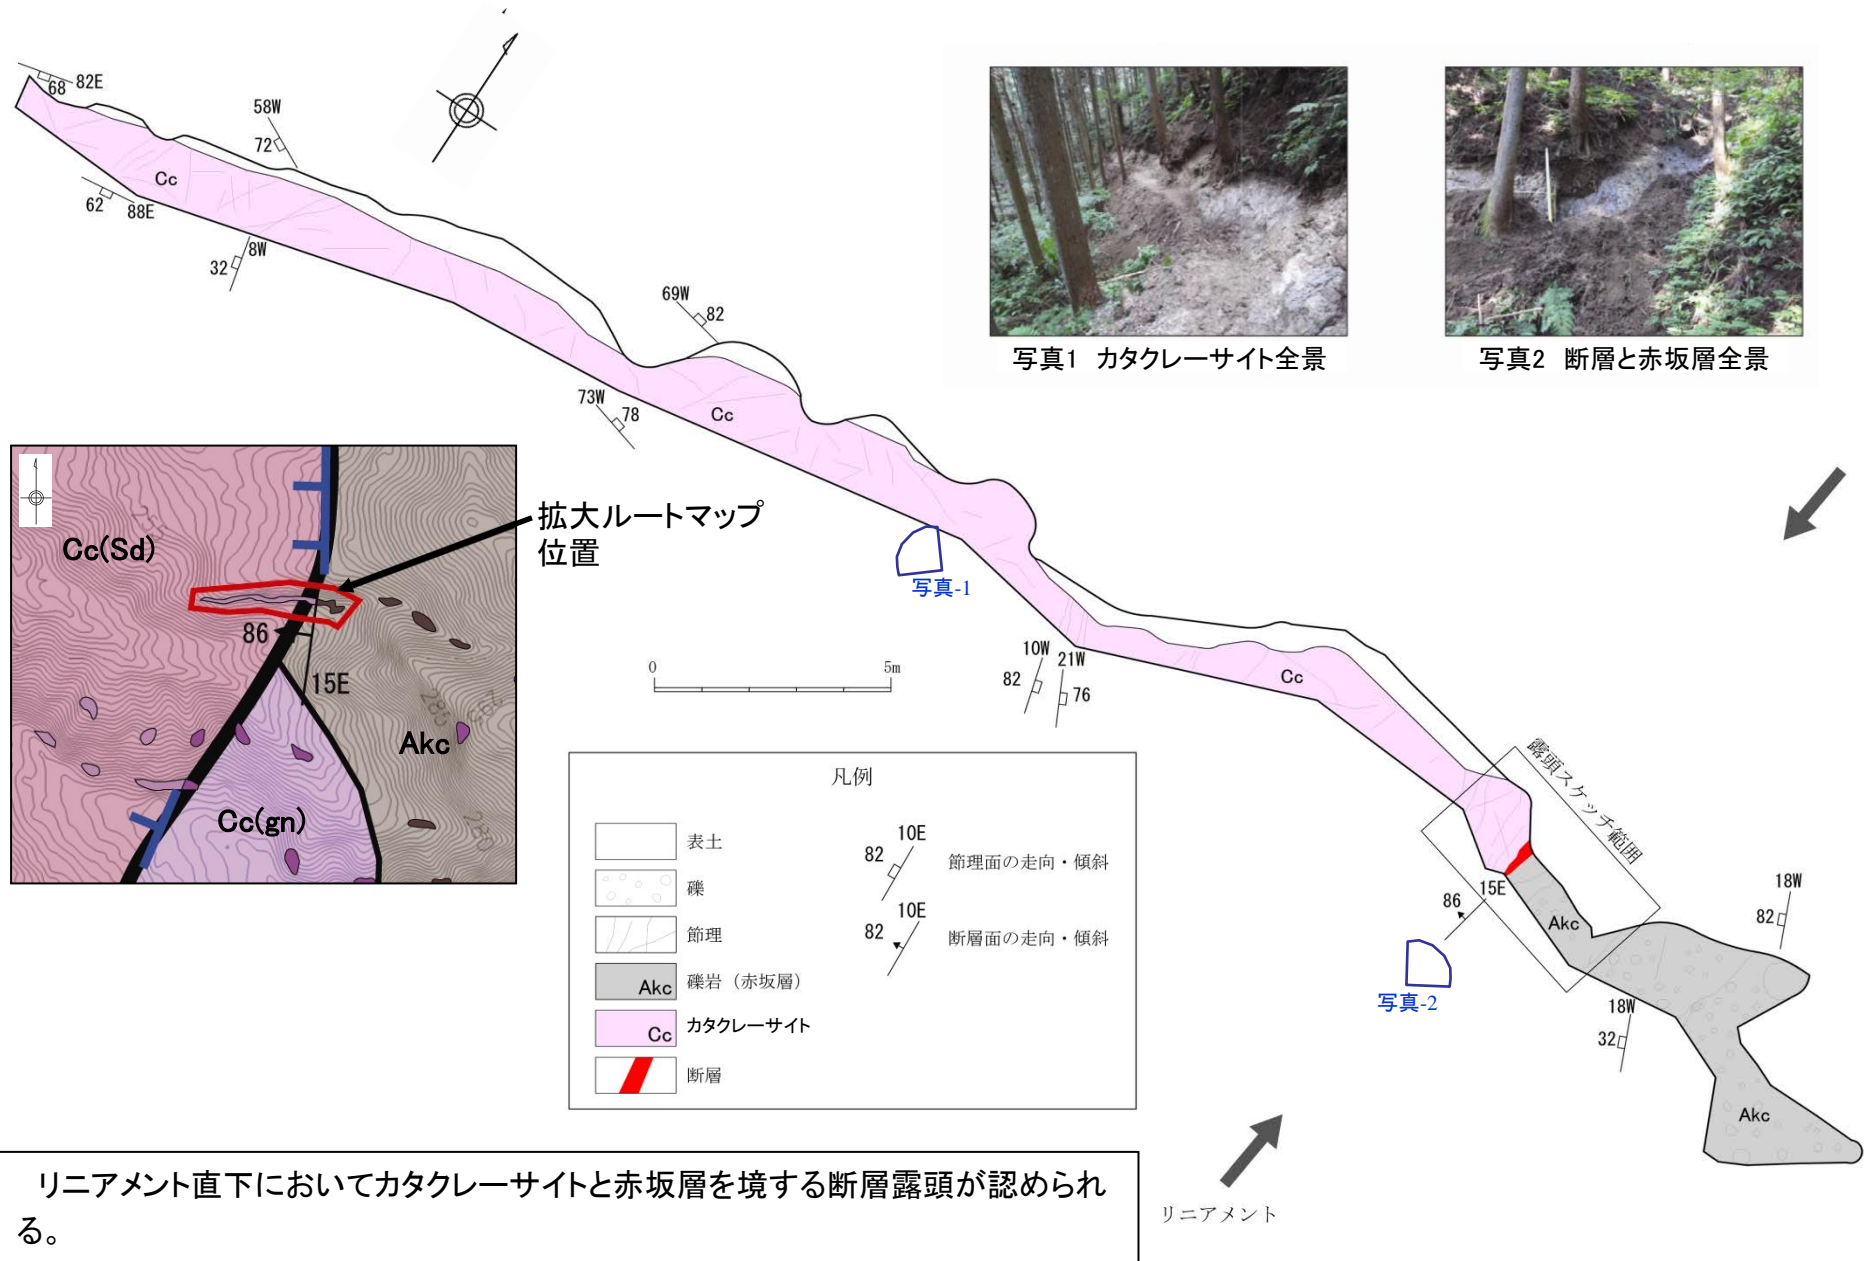 68 82E
58W
72
Cc
62 88E
8W
32
69W
82
73W
78
Cc
写真1 カタクレーサイト全景
写真2 断層と赤坂層全景
255
Cc(Sd)
86
15E
285
295
Akc
280
Cc(gn)
拡大ルートマップ
位置
写真-1
0 5m
10W
82
21W
76
Cc
露頭スケッチ範囲
15E
86
Akc
写真-2
18W
82
18W
32
Akc
凡例
表土
礫
節理
Akc 礫岩(赤坂層)
Cc カタクレーサイト
断層
10E
82
節理面の走向・傾斜
10E
82
断層面の走向・傾斜
リニアメント
リニアメント直下においてカタクレーサイトと赤坂層を境する断層露頭が認められ
る。